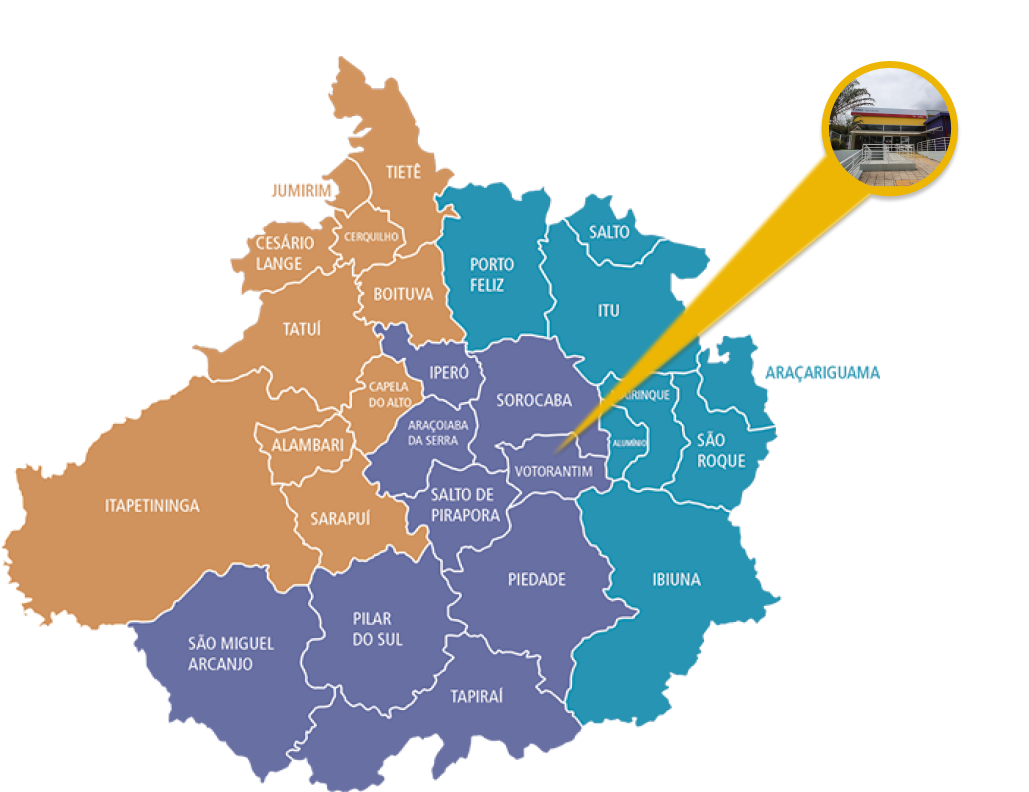 TIETÊ
JUMIRIM
CERQUILHO
CESÁRIO
LANGE
SALTO
PORTO
FELIZ
BOITUVA
ITU
TATUÍ
IPERÓ
ARAÇARIGUAMA
CAPELA
DO ALTO
SOROCABA
RINQUE
ARAÇOIABA
DA SERRA
ALAMBARI
ALUMÍNIO
SÃO
ROQUE
VOTORANTIM
ITAPETININGA
SALTO DE
PIRAPORA
SARAPUÍ
PIEDADE
IBIUNA
PILAR
DO SUL
SÃO MIGUEL
ARCANJO
TAPIRAÍ